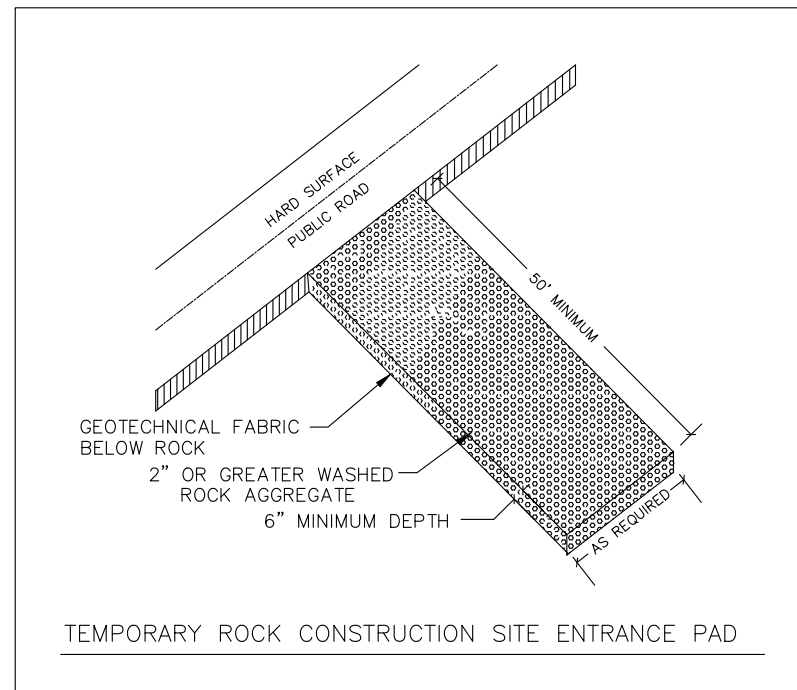 HARD SURFACE
PUBLIC ROAD
50' MINIMUM
GEOTECHNICAL FABRIC
BELOW ROCK
2" OR GREATER WASHED
ROCK AGGREGATE
6" MINIMUM DEPTH
AS REQUIRED
TEMPORARY ROCK CONSTRUCTION SITE ENTRANCE PAD